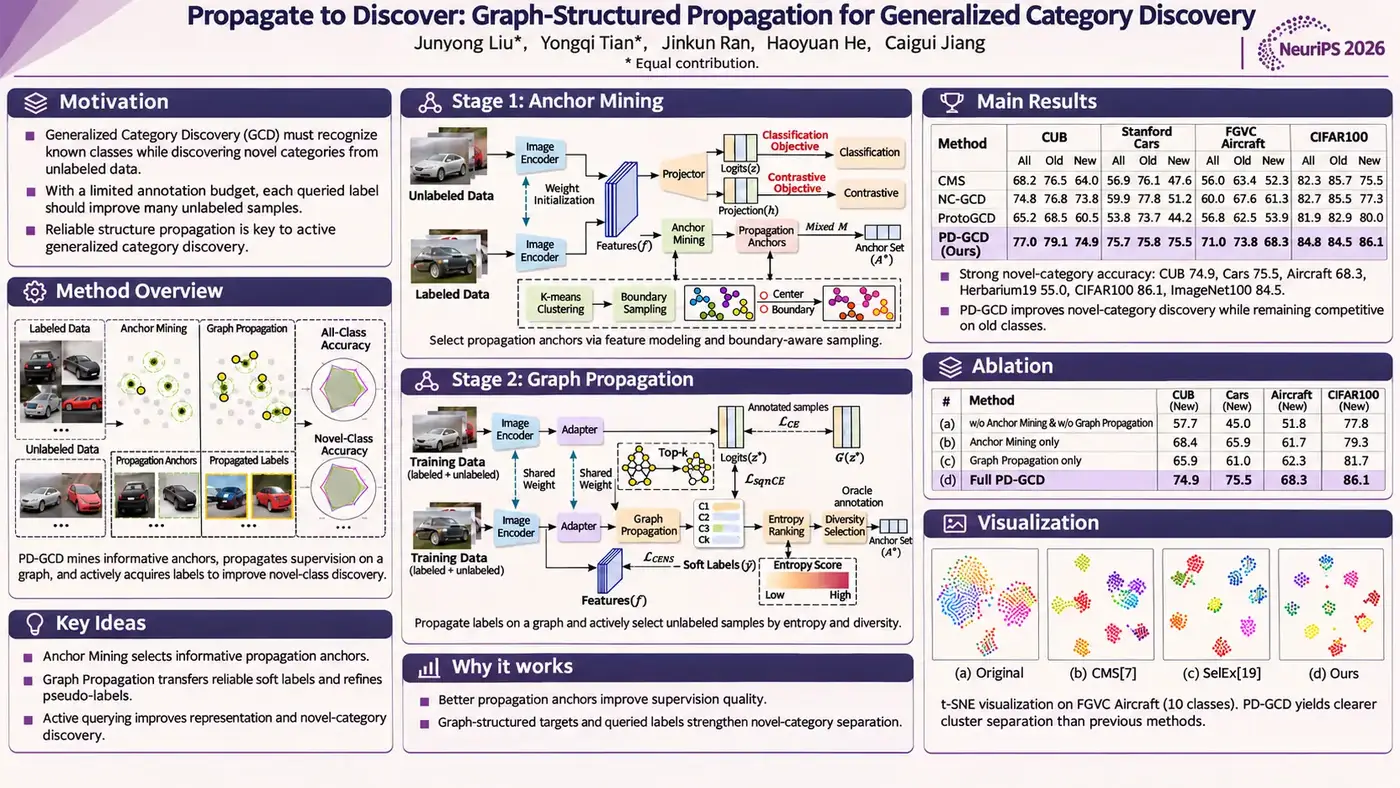 Propagate to Discover: Graph-Structured Propagation for Generalized Category Discovery
Junyong Liu*, Yongqi Tian*, Jinkun Ran, Haoyuan He, Caigui Jiang
* Equal contribution.
NeurIPS 2026
Motivation
Generalized Category Discovery (GCD) must recognize
known classes while discovering novel categories from
unlabeled data.
With a limited annotation budget, each queried label
should improve many unlabeled samples.
Reliable structure propagation is key to active
generalized category discovery.
Method Overview
Labeled Data
Anchor Mining
Graph Propagation
All-Class
Accuracy
Unlabeled Data
Propagation Anchors
Propagated Labels
Novel-Class
Accuracy
PD-GCD mines informative anchors, propagates supervision on a
graph, and actively acquires labels to improve novel-class discovery.
Key Ideas
Anchor Mining selects informative propagation anchors.
Graph Propagation transfers reliable soft labels and refines
pseudo-labels.
Active querying improves representation and novel-category
discovery.
Stage 1: Anchor Mining
Unlabeled Data
Image
Encoder
Weight
Initialization
Labeled Data
Image
Encoder
Features(f)
Projector
Logits(z)
Classification
Objective
Classification
Projection(h)
Contrastive
Objective
Contrastive
Anchor
Mining
Propagation
Anchors
Mixed M
Anchor Set
(A*)
K-means
Clustering
Boundary
Sampling
Center
Boundary
Select propagation anchors via feature modeling and boundary-aware sampling.
Stage 2: Graph Propagation
Training Data
(labeled + unlabeled)
Image
Encoder
Adapter
Shared
Weight
Shared
Weight
Top-k
Logits(z*)
Annotated samples
ℒCE
G(z*)
ℒSqnCE
Training Data
(labeled + unlabeled)
Image
Encoder
Adapter
Graph
Propagation
C1
C2
C3
Ck
Entropy
Ranking
Oracle
annotation
Diversity
Selection
Anchor Set
(A*)
ℒCENS
Soft Labels(ỹ)
Features(f)
Entropy Score
Low High
Propagate labels on a graph and actively select unlabeled samples by entropy and diversity.
Why it works
Better propagation anchors improve supervision quality.
Graph-structured targets and queried labels strengthen novel-category separation.
Main Results
Method CUB Stanford Cars FGVC Aircraft CIFAR100
All Old New All Old New All Old New All Old New
CMS 68.2 76.5 64.0 56.9 76.1 47.6 56.0 63.4 52.3 82.3 85.7 75.5
NC-GCD 74.8 76.8 73.8 59.9 77.8 51.2 60.0 67.6 61.3 82.7 85.5 77.3
ProtoGCD 65.2 68.5 60.5 53.8 73.7 44.2 56.8 62.5 53.9 81.9 82.9 80.0
PD-GCD (Ours) 77.0 79.1 74.9 75.7 75.8 75.5 71.0 73.8 68.3 84.8 84.5 86.1
Strong novel-category accuracy: CUB 74.9, Cars 75.5, Aircraft 68.3,
Herbarium19 55.0, CIFAR100 86.1, ImageNet100 84.5.
PD-GCD improves novel-category discovery while remaining competitive
on old classes.
Ablation
# Method CUB (New) Cars (New) Aircraft (New) CIFAR100 (New)
(a) w/o Anchor Mining & w/o Graph Propagation 57.7 45.0 51.8 77.8
(b) Anchor Mining only 68.4 65.9 61.7 79.3
(c) Graph Propagation only 65.9 61.0 62.3 81.7
(d) Full PD-GCD 74.9 75.5 68.3 86.1
Visualization
(a) Original
(b) CMS[7]
(c) SelEx[19]
(d) Ours
t-SNE visualization on FGVC Aircraft (10 classes). PD-GCD yields clearer
cluster separation than previous methods.